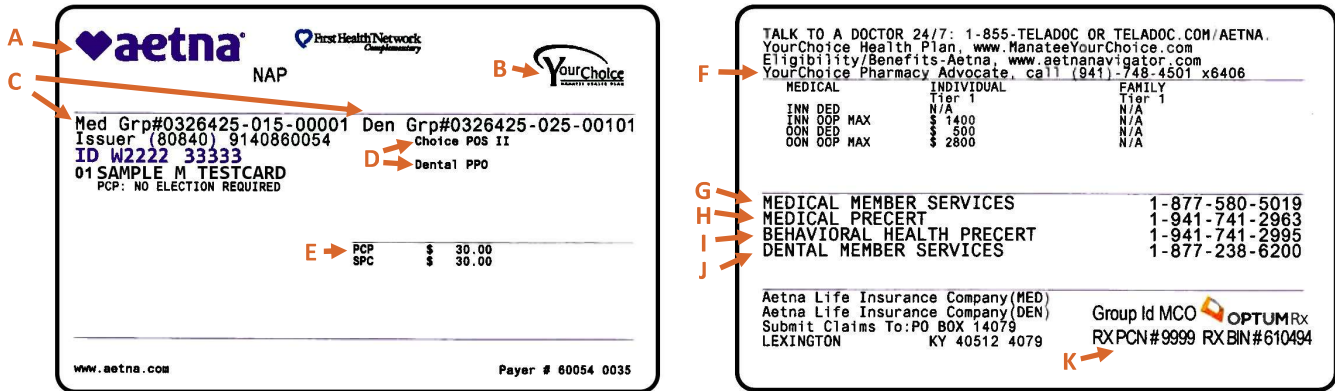 A
aetna
First Health Network
Complementary
B
YourChoice
MANATEE HEALTH PLAN
C
NAP
Med Grp#0326425-015-00001 Den Grp#0326425-025-00101
Issuer (80840) 9140860054
Choice POS II
ID W2222 33333
D
Dental PPO
01 SAMPLE M TESTCARD
PCP: NO ELECTION REQUIRED
E
PCP $ 30.00
SPC $ 30.00
www.aetna.com Payer # 60054 0035
TALK TO A DOCTOR 24/7: 1-855-TELADOC OR TELADOC.COM/AETNA.
YourChoice Health Plan, www.ManateeYourChoice.com
Eligibility/Benefits-Aetna, www.aetnanavigator.com
F
YourChoice Pharmacy Advocate, call (941)-748-4501 x6406
MEDICAL INDIVIDUAL FAMILY
Tier 1 Tier 1
INN DED N/A N/A
INN OOP MAX $ 1400 N/A
OON DED $ 500 N/A
OON OOP MAX $ 2800 N/A
G
MEDICAL MEMBER SERVICES 1-877-580-5019
H
MEDICAL PRECERT 1-941-741-2963
I
BEHAVIORAL HEALTH PRECERT 1-941-741-2995
J
DENTAL MEMBER SERVICES 1-877-238-6200
Aetna Life Insurance Company(MED)
Aetna Life Insurance Company(DEN)
Submit Claims To:PO BOX 14079
LEXINGTON KY 40512 4079
Group Id MCO OPTUMRx
RX PCN # 9999 RX BIN # 610494
K